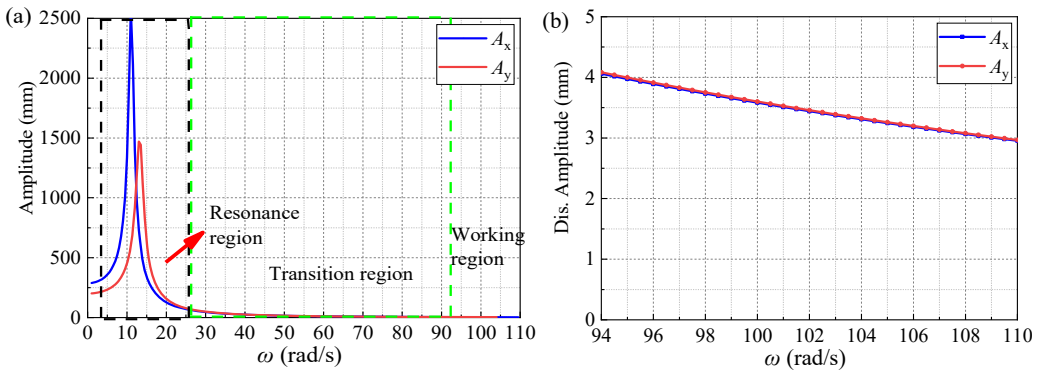 (a)
Amplitude (mm)
2500
2000
1500
1000
500
0
Ax
Ay
Resonance
region
Transition region
Working
region
0 10 20 30 40 50 60 70 80 90 100 110
ω (rad/s)
(b)
Dis. Amplitude (mm)
5
4
3
2
1
0
Ax
Ay
94 96 98 100 102 104 106 108 110
ω (rad/s)